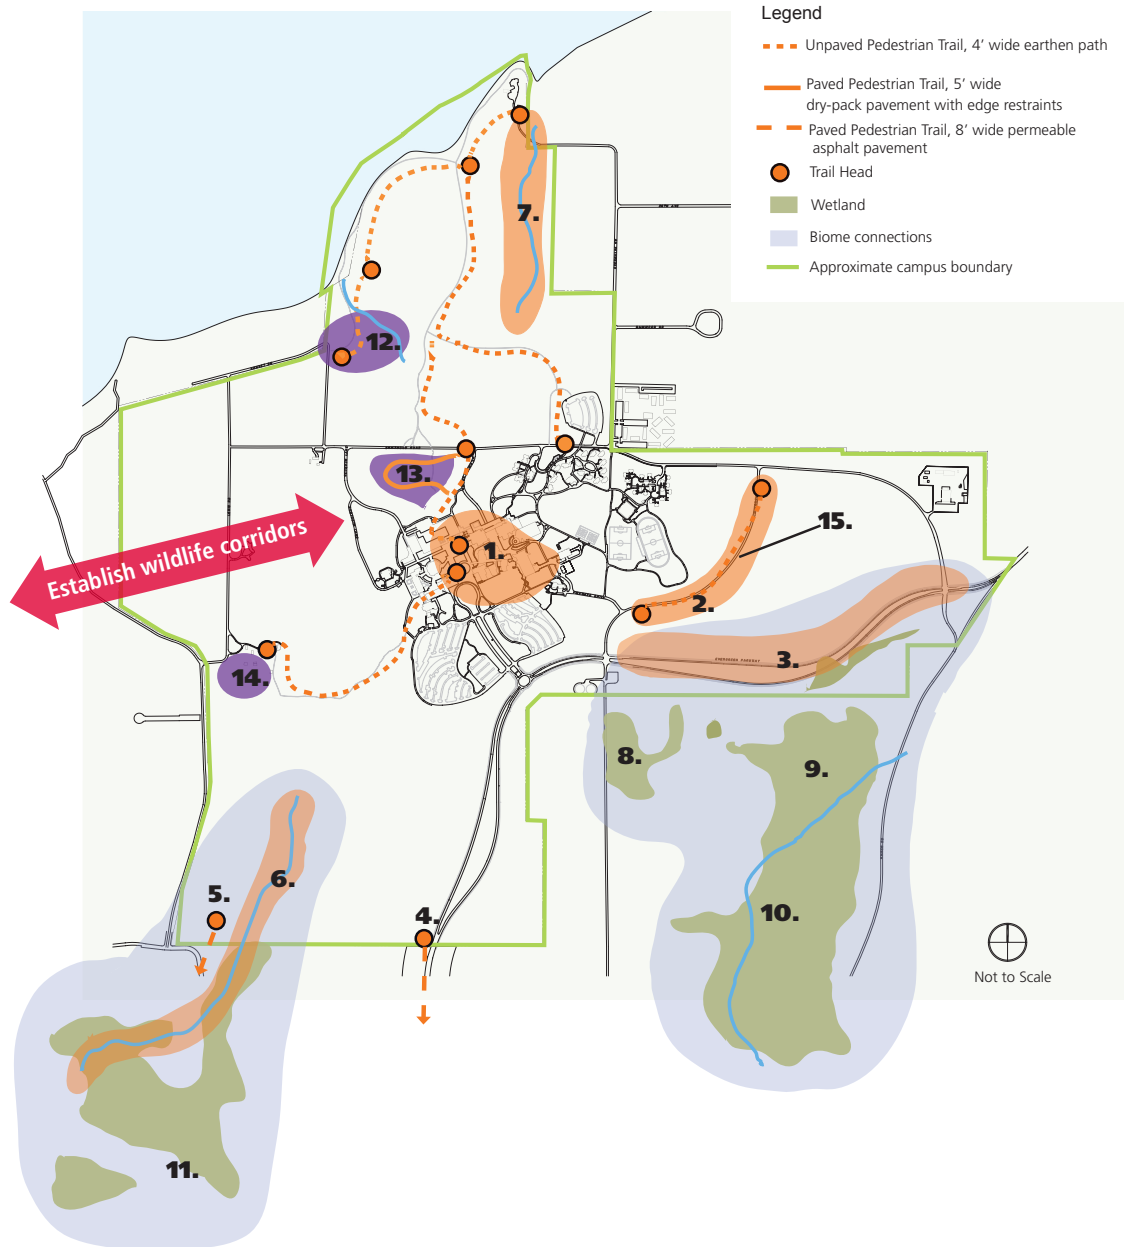 Legend
Unpaved Pedestrian Trail, 4’ wide earthen path
Paved Pedestrian Trail, 5’ wide
dry-pack pavement with edge restraints
Paved Pedestrian Trail, 8’ wide permeable
asphalt pavement
Trail Head
Wetland
Biome connections
Approximate campus boundary
7.
12.
13.
Establish wildlife corridors
1.
15.
2.
3.
EVERGREEN PARKWAY
14.
8.
9.
6.
5.
4.
10.
Not to Scale
11.